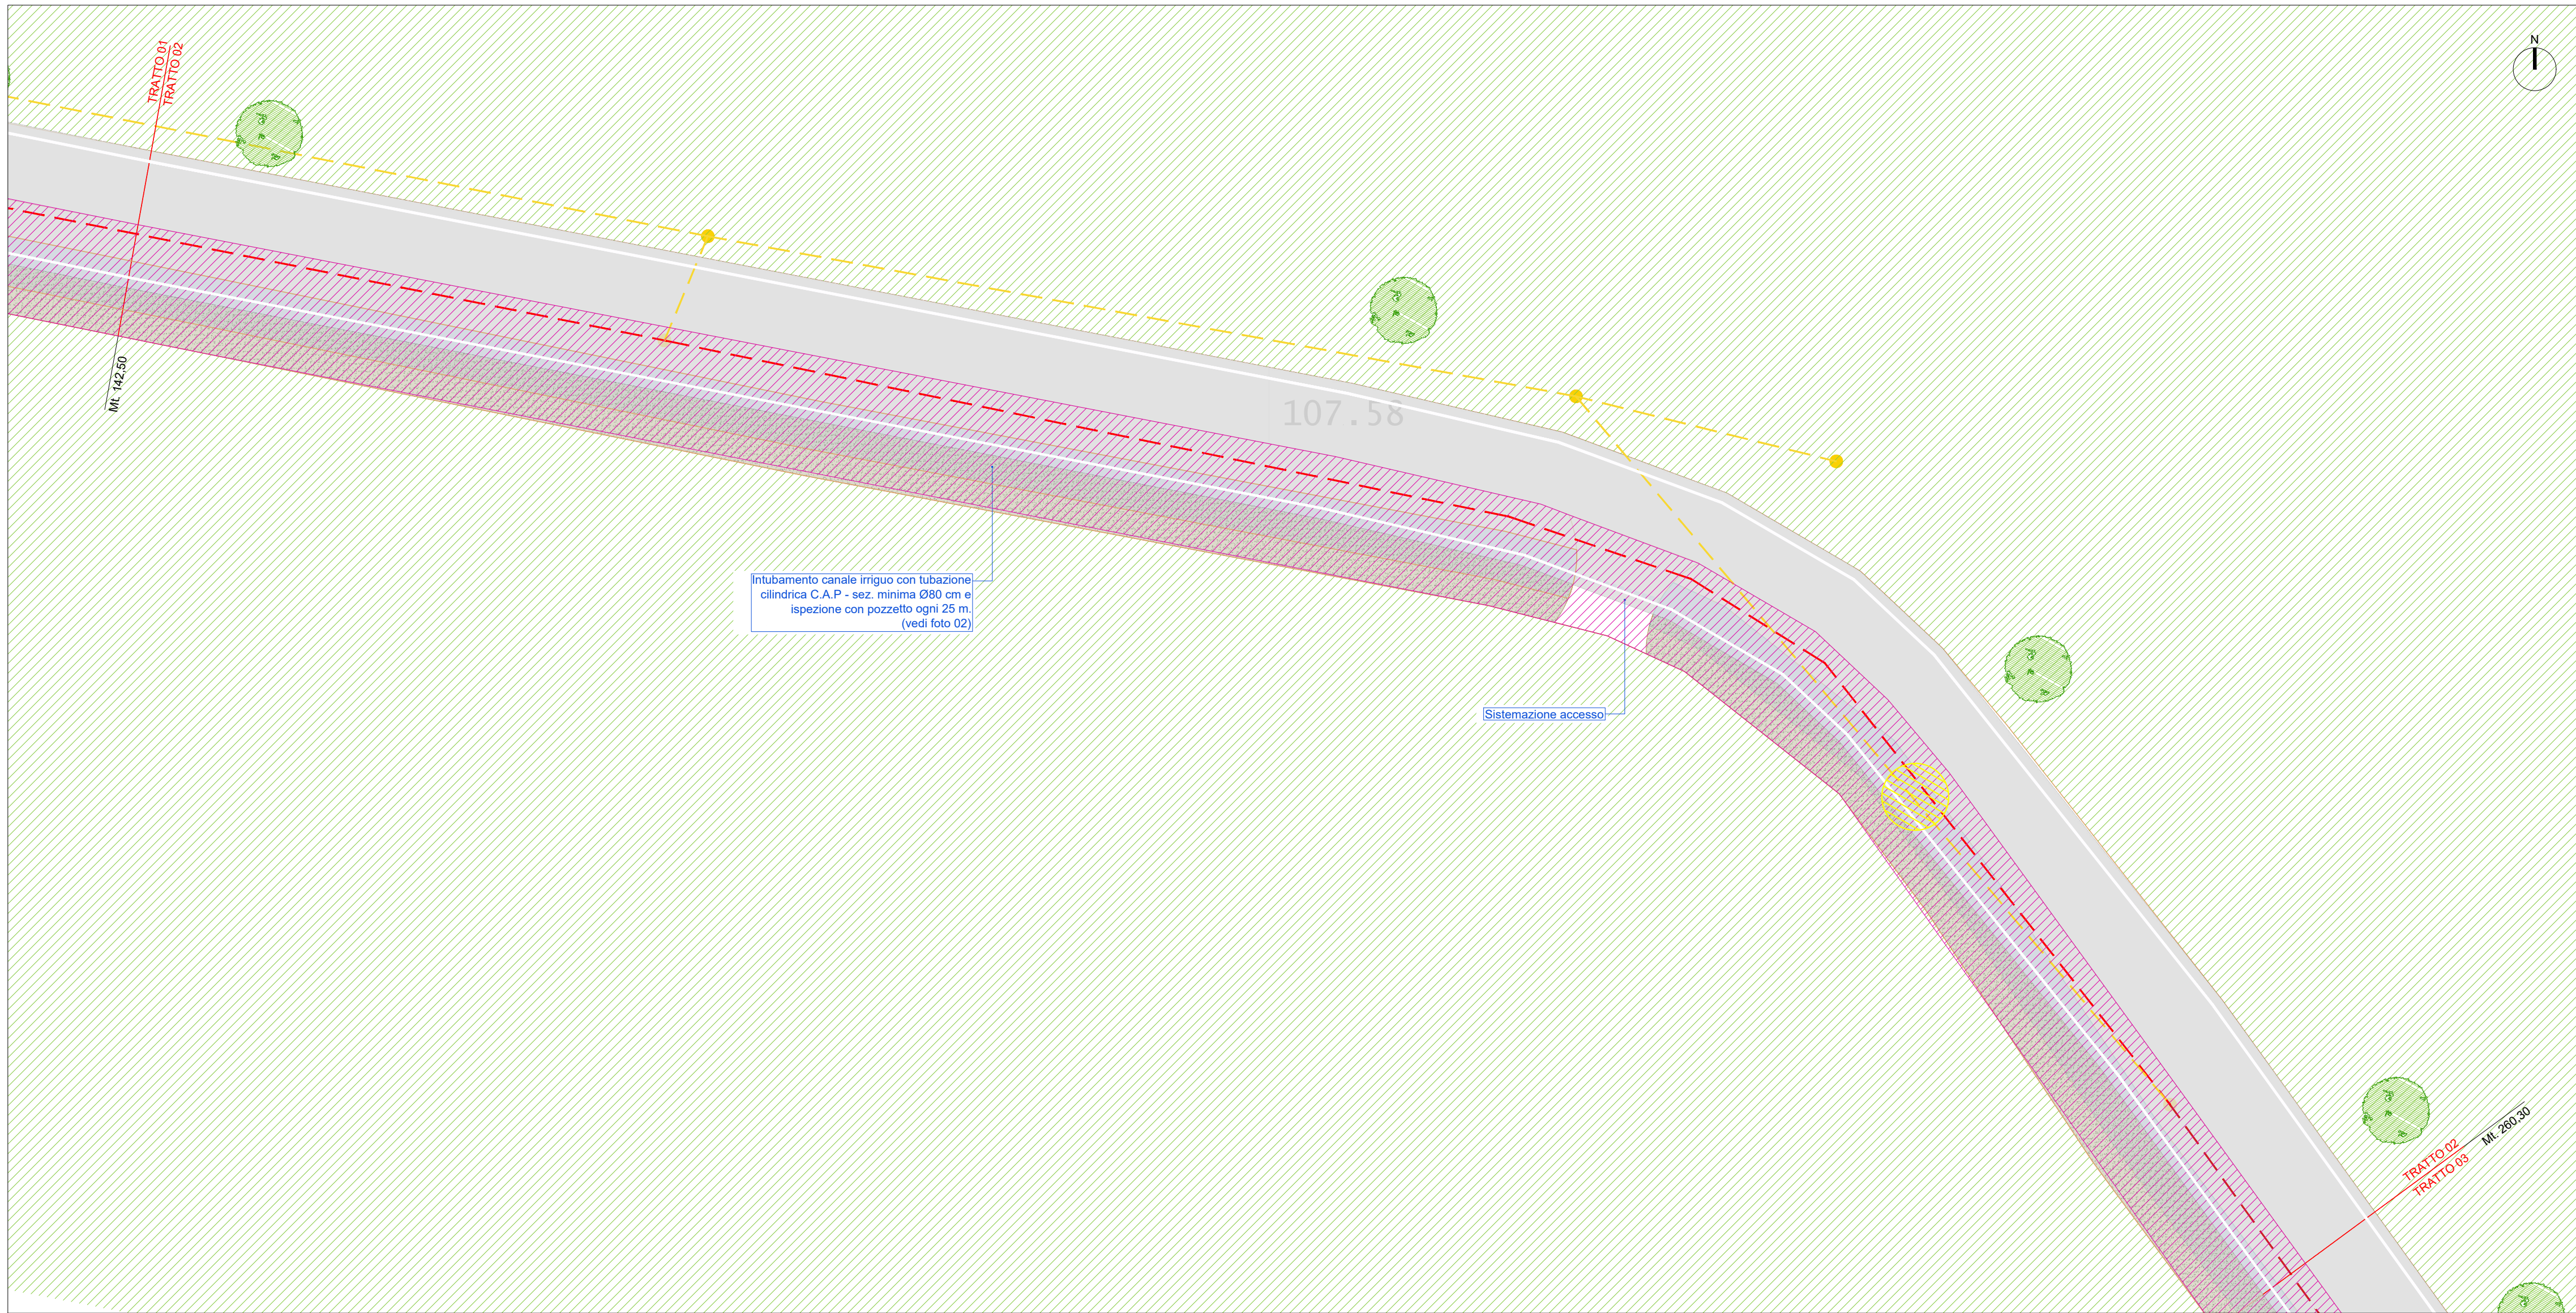 TRATTO 01
TRATTO 02
N
Mt. 142,50
107.58
Intubamento canale irriguo con tubazione
cilindrica C.A.P - sez. minima Ø80 cm e
ispezione con pozzetto ogni 25 m.
(vedi foto 02)
Sistemazione accesso
TRATTO 02
TRATTO 03
Mt. 260,30